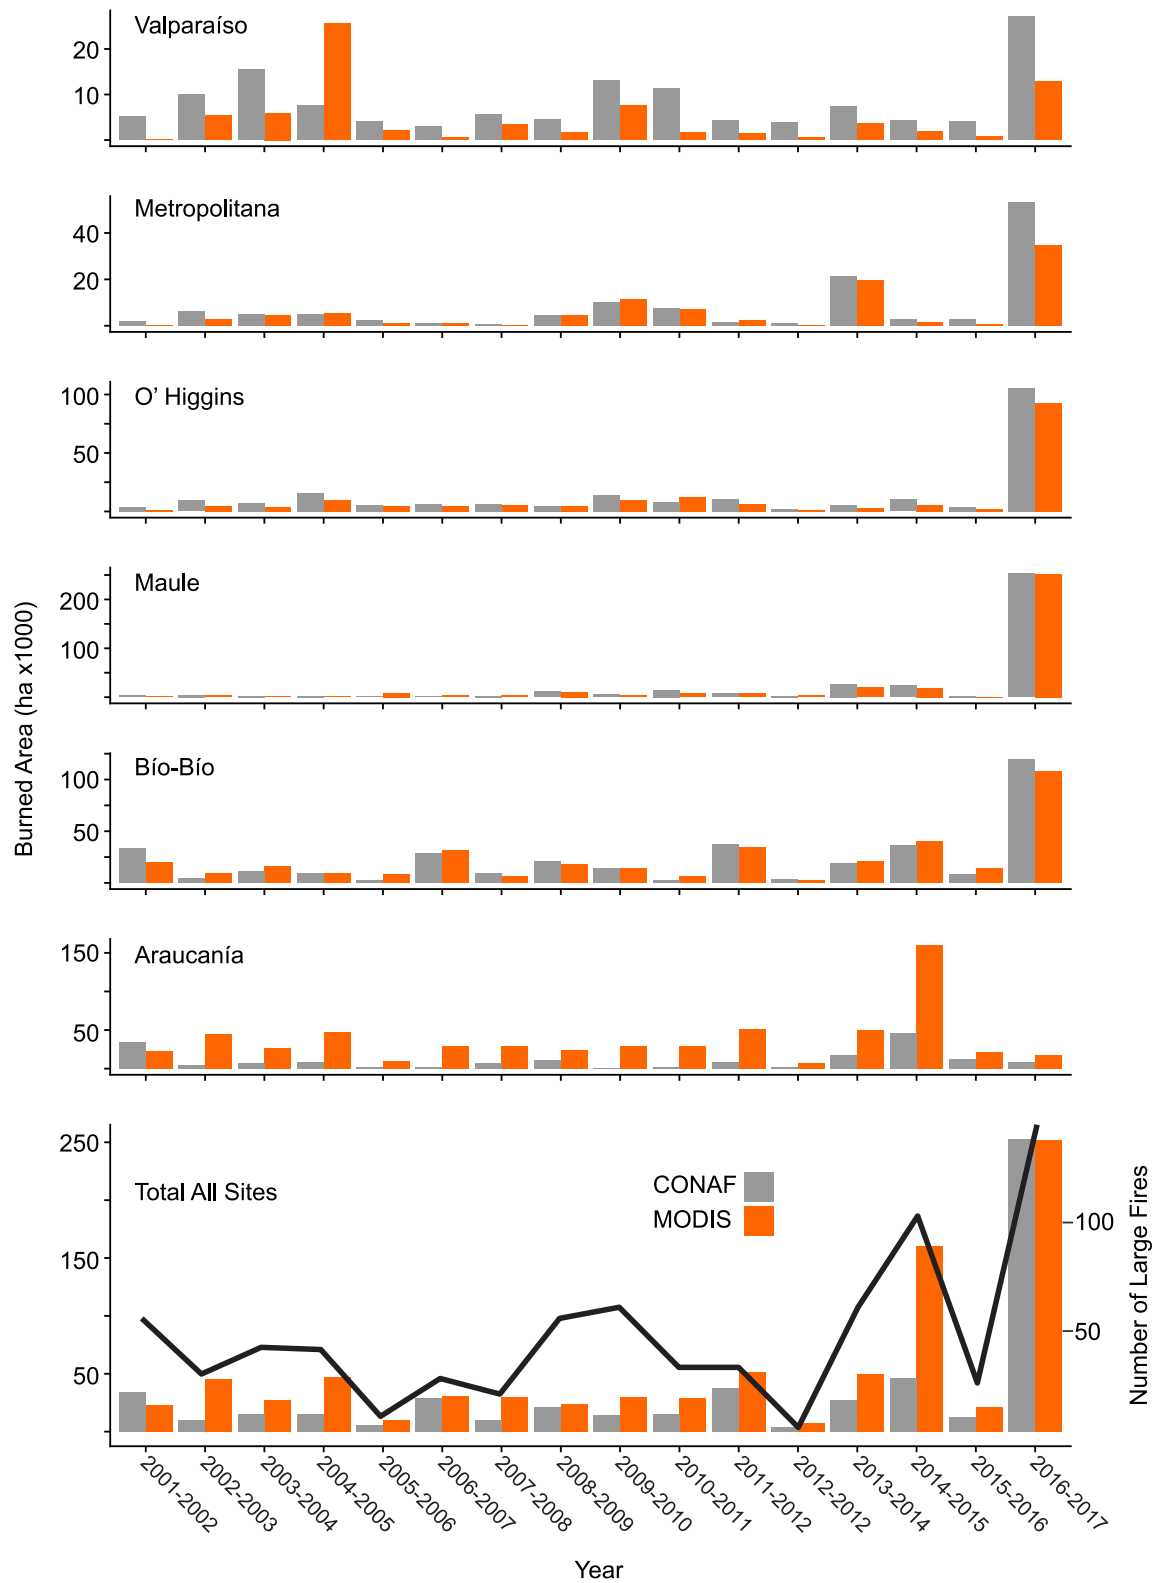 Valparaíso
20
10
Metropolitana
40
20
O' Higgins
100
50
Maule
200
100
Burned Area (ha x1000)
Bío-Bío
100
50
Araucanía
150
50
Total All Sites
CONAF
MODIS
250
150
50
100
50
Number of Large Fires
2001-2002
2002-2003
2003-2004
2004-2005
2005-2006
2006-2007
2007-2008
2008-2009
2009-2010
2010-2011
2011-2012
2012-2012
2013-2014
2014-2015
2015-2016
2016-2017
Year